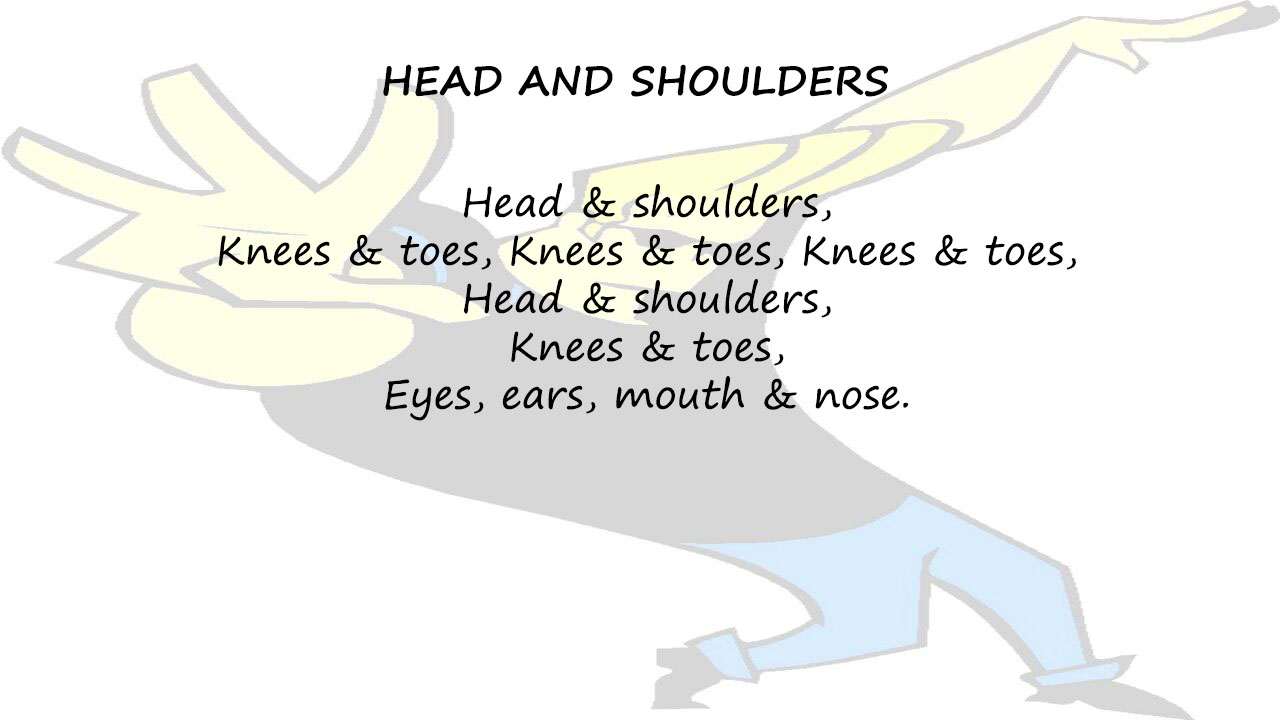 HEAD AND SHOULDERS
Head & shoulders,
Knees & toes, Knees & toes, Knees & toes,
Head & shoulders,
Knees & toes,
Eyes, ears, mouth & nose.